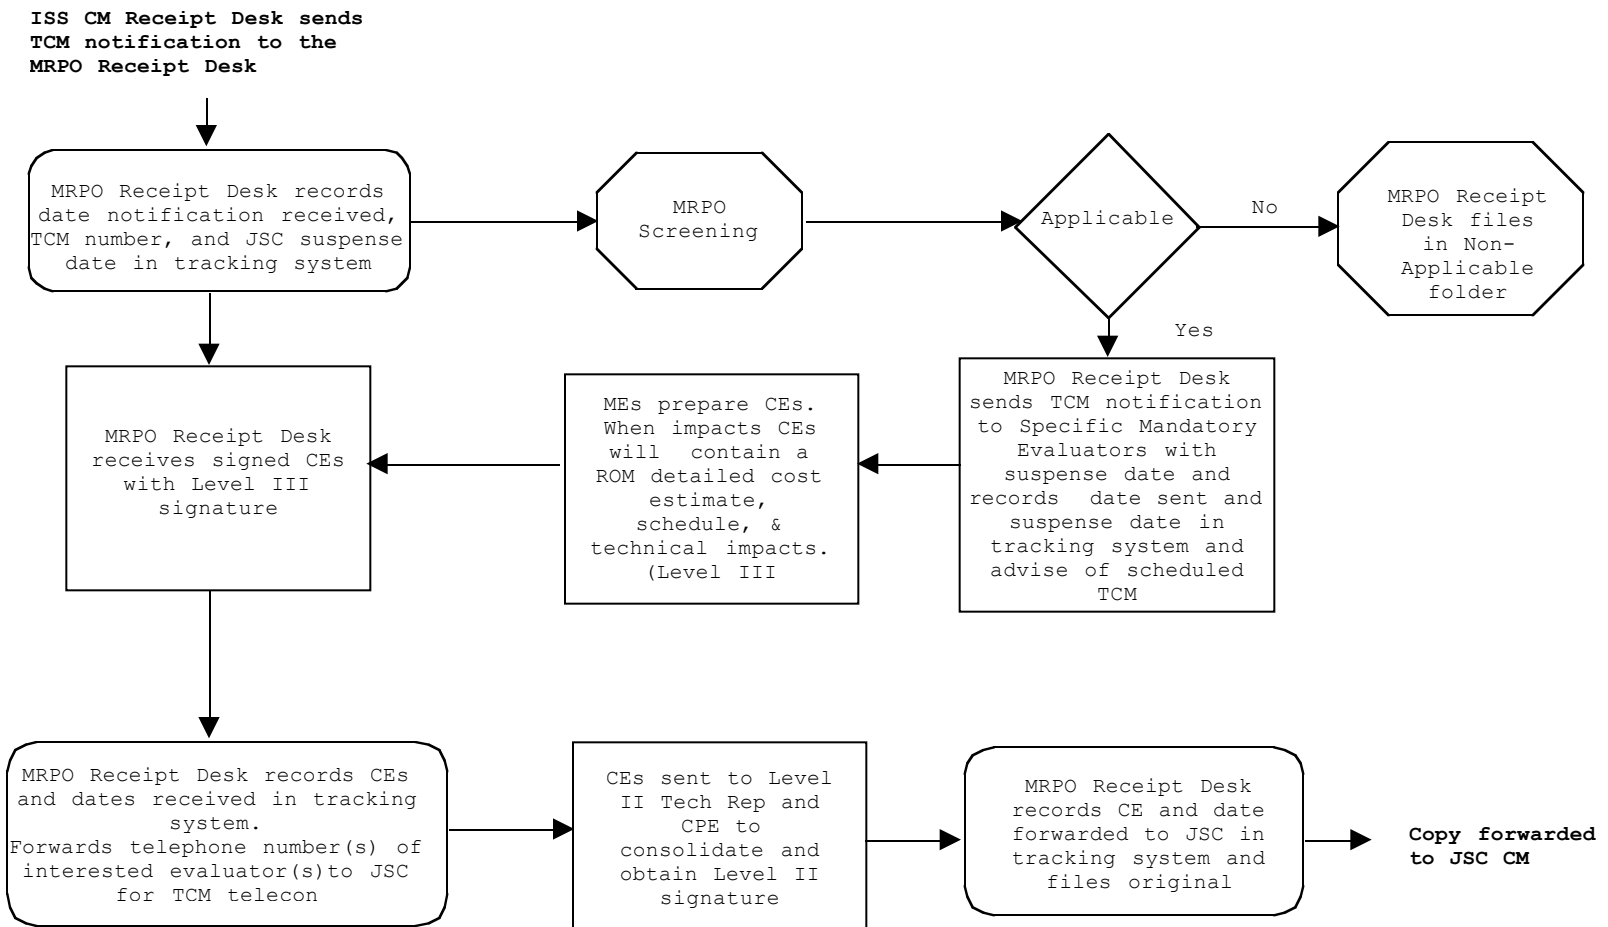 ISS CM Receipt Desk sends
TCM notification to the
MRPO Receipt Desk
MRPO Receipt Desk records
date notification received,
TCM number, and JSC suspense
date in tracking system
MRPO
Screening
Applicable
No
MRPO Receipt
Desk files
in Non-
Applicable
folder
Yes
MRPO Receipt Desk
sends TCM notification
to Specific Mandatory
Evaluators with
suspense date and
records date sent and
suspense date in
tracking system and
advise of scheduled
TCM
MEs prepare CEs.
When impacts CEs
will contain a
ROM detailed cost
estimate,
schedule, &
technical impacts.
(Level III
MRPO Receipt Desk
receives signed CEs
with Level III
signature
MRPO Receipt Desk records CEs
and dates received in tracking
system.
Forwards telephone number(s) of
interested evaluator(s)to JSC
for TCM telecon
CEs sent to Level
II Tech Rep and
CPE to
consolidate and
obtain Level II
signature
MRPO Receipt Desk
records CE and date
forwarded to JSC in
tracking system and
files original
Copy forwarded
to JSC CM